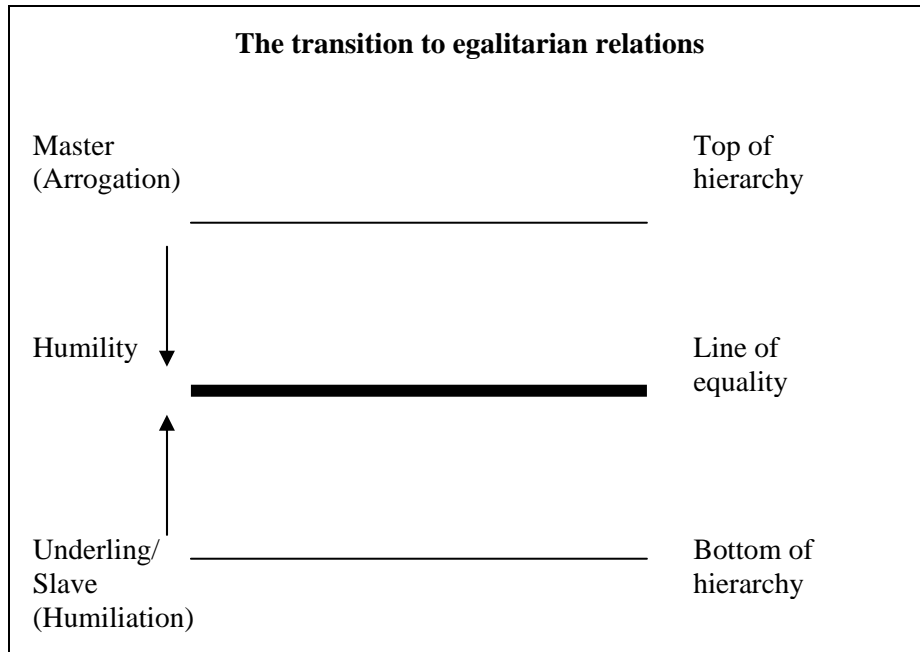 The transition to egalitarian relations
Master
(Arrogation)
Top of
hierarchy
Humility
Line of
equality
Underling/
Slave
(Humiliation)
Bottom of
hierarchy